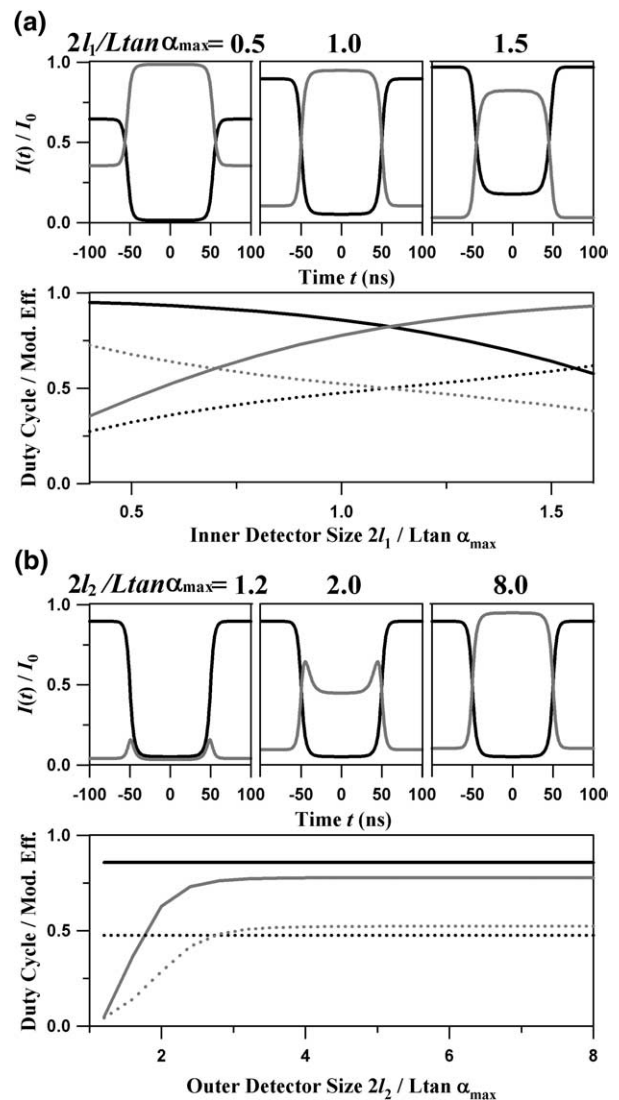 (a)
2l₁/Ltan αmax= 0.5 1.0 1.5
1.0
0.5
0.0
I(t) / I₀
-100 -50 0 50 100 -50 0 50 100 -50 0 50 100
Time t (ns)
1.0
0.5
0.0
Duty Cycle / Mod. Eff.
0.5 1.0 1.5
Inner Detector Size 2l₁ / Ltan αmax
(b)
2l₂/Ltan αmax= 1.2 2.0 8.0
1.0
0.5
0.0
I(t) / I₀
-100 -50 0 50 100 -50 0 50 100 -50 0 50 100
Time t (ns)
1.0
0.5
0.0
Duty Cycle / Mod. Eff.
2 4 6 8
Outer Detector Size 2l₂ / Ltan αmax